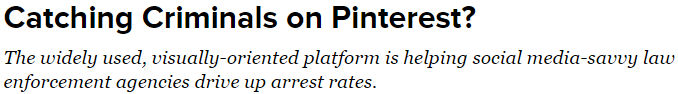 Catching Criminals on Pinterest?
The widely used, visually-oriented platform is helping social media-savvy law
enforcement agencies drive up arrest rates.